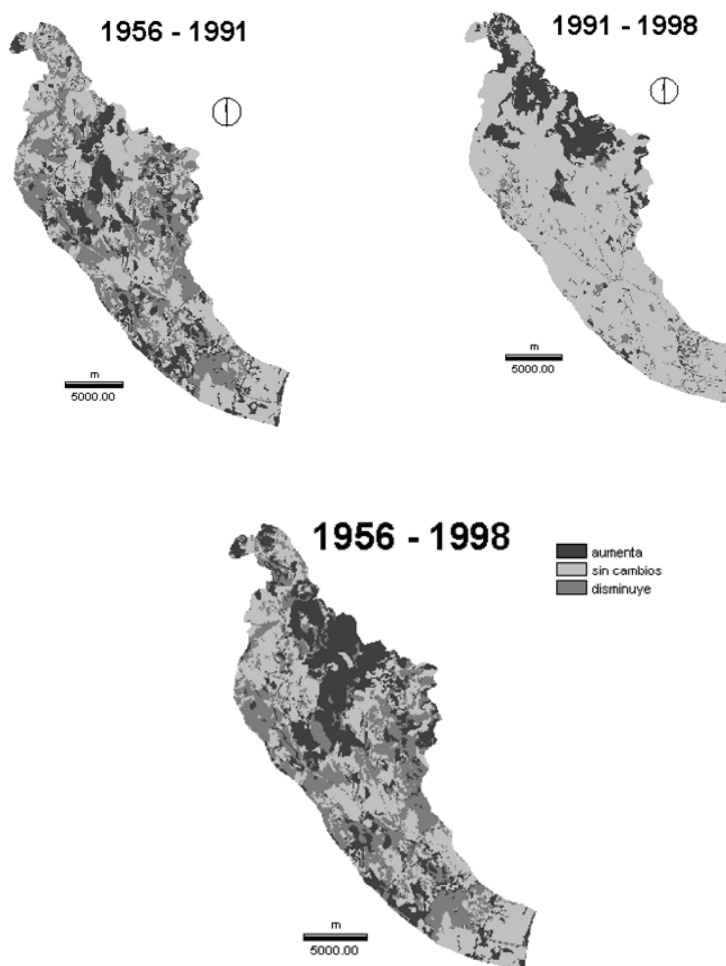 1956 - 1991
1991 - 1998
m
5000.00
m
5000.00
1956 - 1998
aumenta
sin cambios
disminuye
m
5000.00